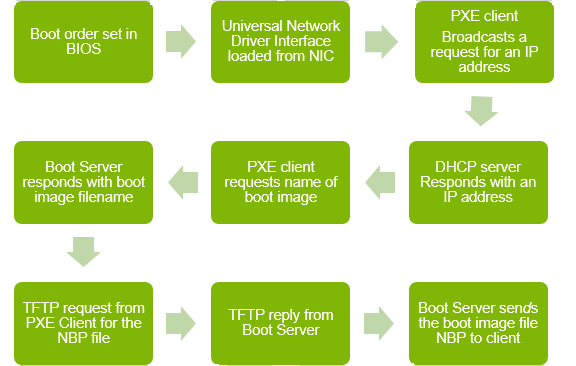 Boot order set in
BIOS
Universal Network
Driver Interface
loaded from NIC
PXE client
Broadcasts a
request for an IP
address
DHCP server
Responds with an
IP address
PXE client
requests name of
boot image
Boot Server
responds with boot
image filename
TFTP request from
PXE Client for the
NBP file
TFTP reply from
Boot Server
Boot Server sends
the boot image file
NBP to client